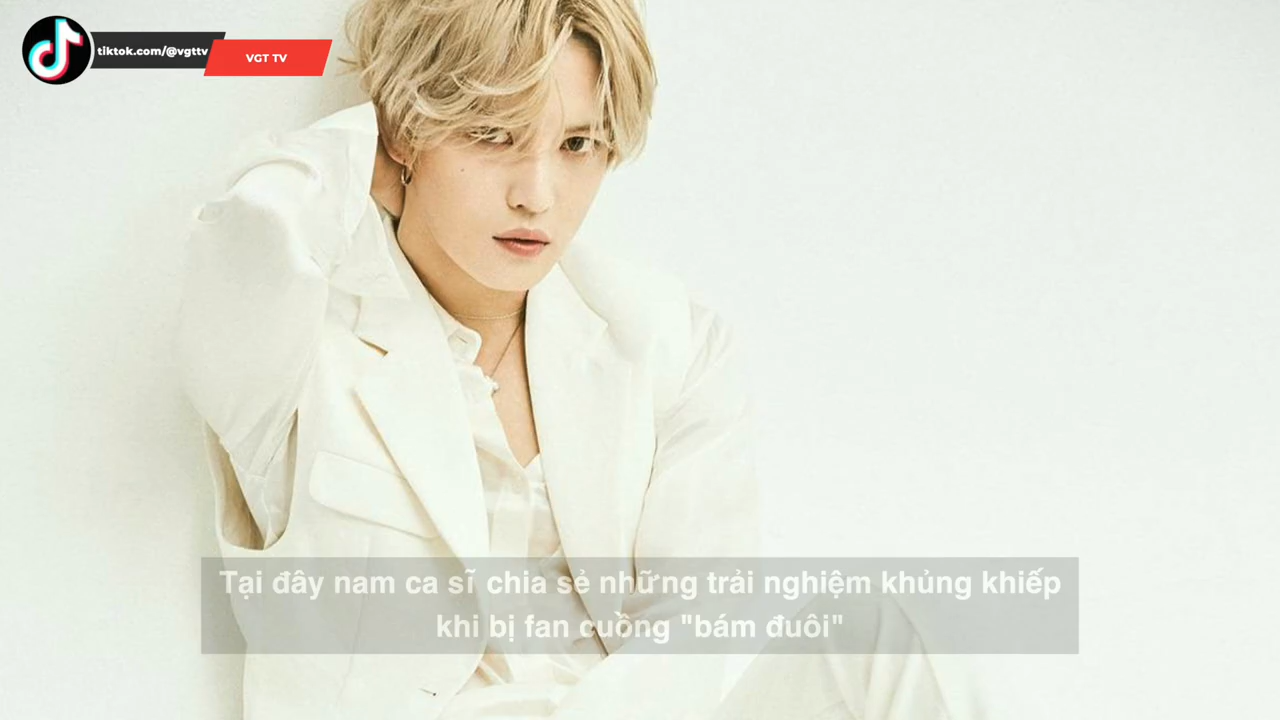 tiktok.com/@vgttv
VGT TV
Tại đây nam ca sĩ chia sẻ những trải nghiệm khủng khiếp
khi bị fan cuồng "bám đuôi"